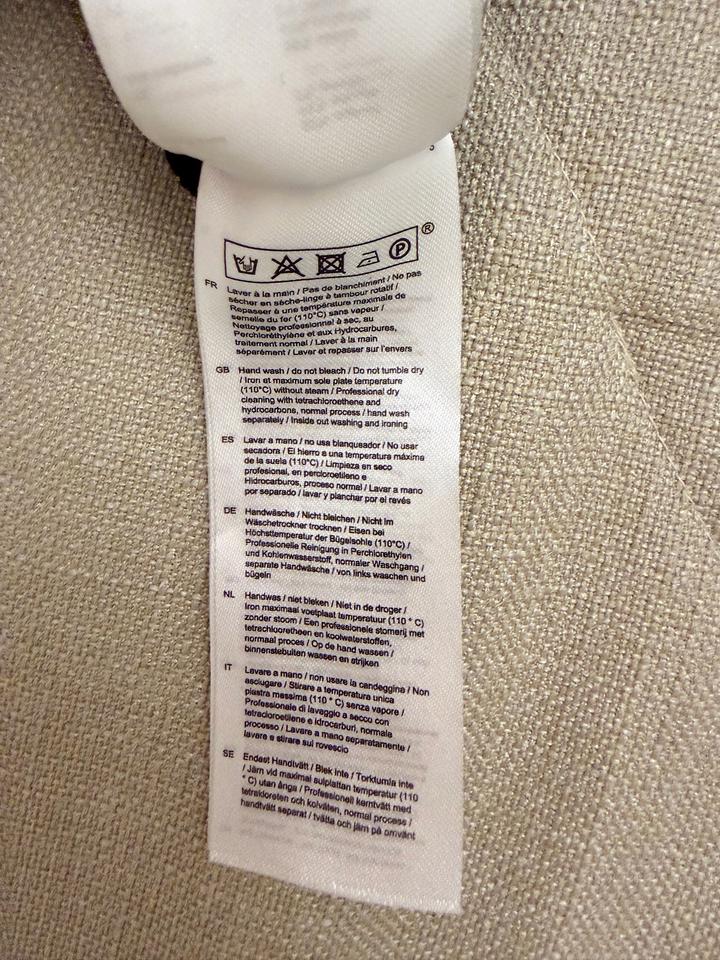 ®
P
FR Laver à la main / Pas de blanchiment / Ne pas
sécher en sèche-linge à tambour rotatif /
Repasser à une température maximale de
semelle du fer (110°C) sans vapeur /
Nettoyage professionnel à sec, au
Perchloréthylène et aux Hydrocarbures,
traitement normal / Laver à la main
séparément / Laver et repasser sur l'envers
GB Hand wash / do not bleach / Do not tumble dry
/ Iron at maximum sole plate temperature
(110°C) without steam / Professional dry
cleaning with tetrachloroethene and
hydrocarbons, normal process / hand wash
separately / Inside out washing and ironing
ES Lavar a mano / no usa blanqueador / No usar
secadora / El hierro a una temperatura máxima
de la suela (110°C) / Limpieza en seco
profesional, en percloroetileno e
Hidrocarburos, proceso normal / Lavar a mano
por separado / lavar y planchar por el revés
DE Handwäsche / Nicht bleichen / Nicht im
Wäschetrockner trocknen / Eisen bei
Höchsttemperatur der Bügelsohle (110°C) /
Professionelle Reinigung in Perchlorethylen
und Kohlenwasserstoff, normaler Waschgang /
separate Handwäsche / von links waschen und
bügeln
NL Handwas / niet bleken / Niet in de droger /
Iron maximaal voetplaat temperatuur (110 ° C)
zonder stoom / Een professionele stomerij met
tetrachlooretheen en koolwaterstoffen,
normaal proces / Op de hand wassen /
binnenstebuiten wassen en strijken
IT Lavare a mano / non usare la candeggina / Non
asciugare / Stirare a temperatura unica
piastra massima (110 ° C) senza vapore /
Professionale di lavaggio a secco con
tetracloroetilene e idrocarburi, normale
processo / Lavare a mano separatamente /
lavare e stirare sul rovescio
SE Endast Handtvätt / Blek inte / Torktumla inte
/ Järn vid maximal sulplattan temperatur (110
° C) utan ånga / Professionell kemtvätt med
tetrakloreten och kolväten, normal process /
handtvätt separat / tvätta och järn på omvänt